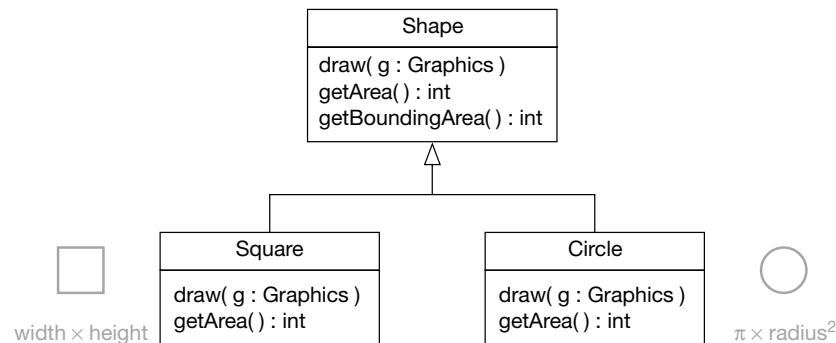 Shape
draw( g : Graphics )
getArea( ) : int
getBoundingArea( ) : int
Square
Circle
draw( g : Graphics )
getArea( ) : int
draw( g : Graphics )
getArea( ) : int
width × height
π × radius²